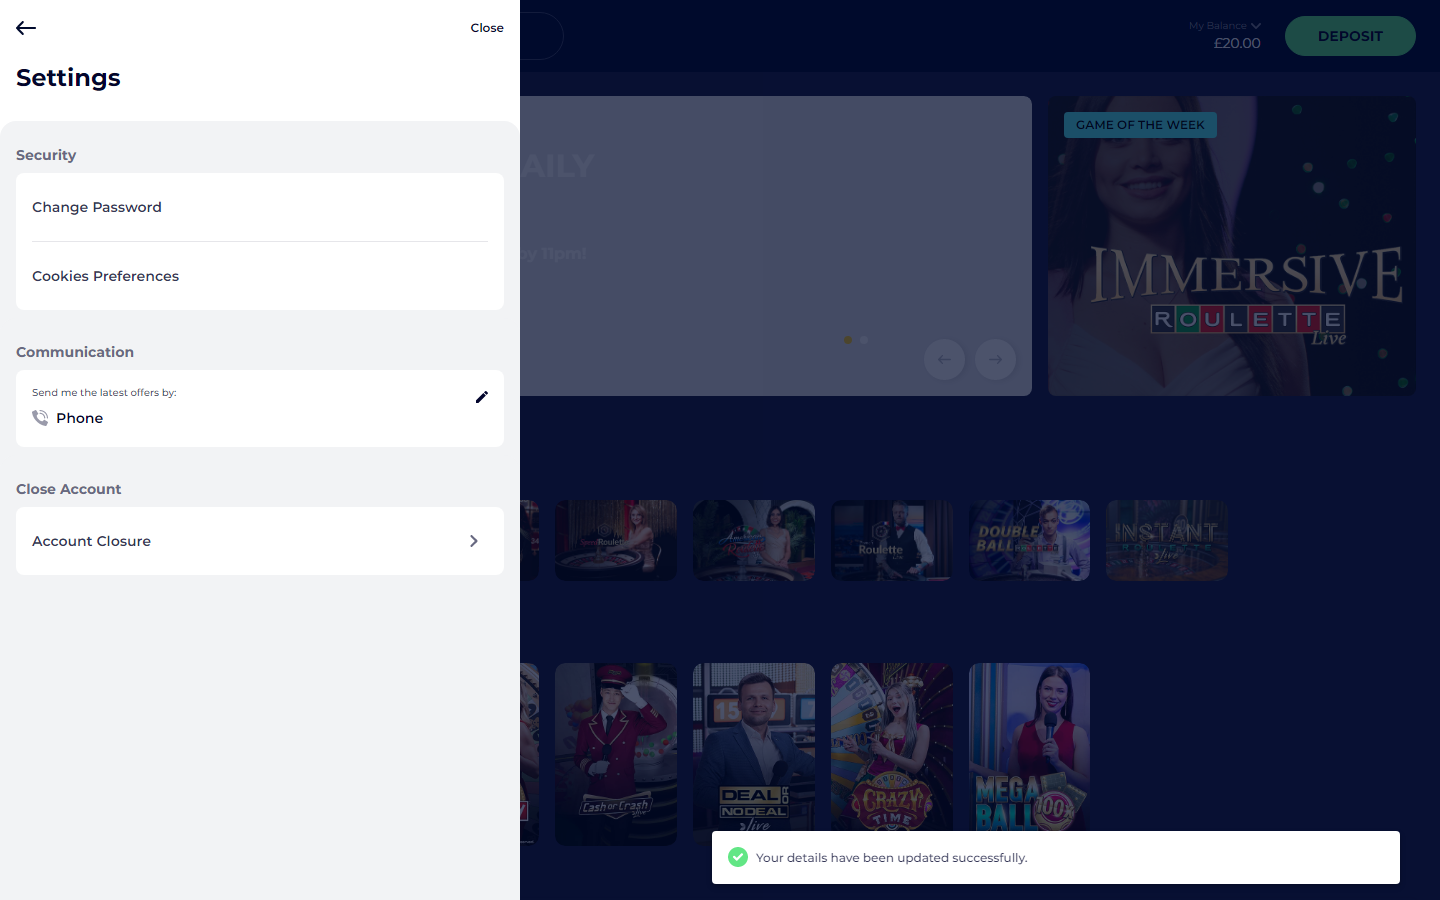 Close
Settings
Security
Change Password
Cookies Preferences
Communication
Send me the latest offers by:
Phone
Close Account
Account Closure
My Balance
£20.00
DEPOSIT
AILY
by 11pm!
GAME OF THE WEEK
IMMERSIVE
ROULETTE
Live
Roulette
Roulette
DOUBLE
BALL
INSTANT
live
Cash or Crash
DEAL OR
NO DEAL
live
CRAZY
TIME
MEGA
BALL
100x
Your details have been updated successfully.